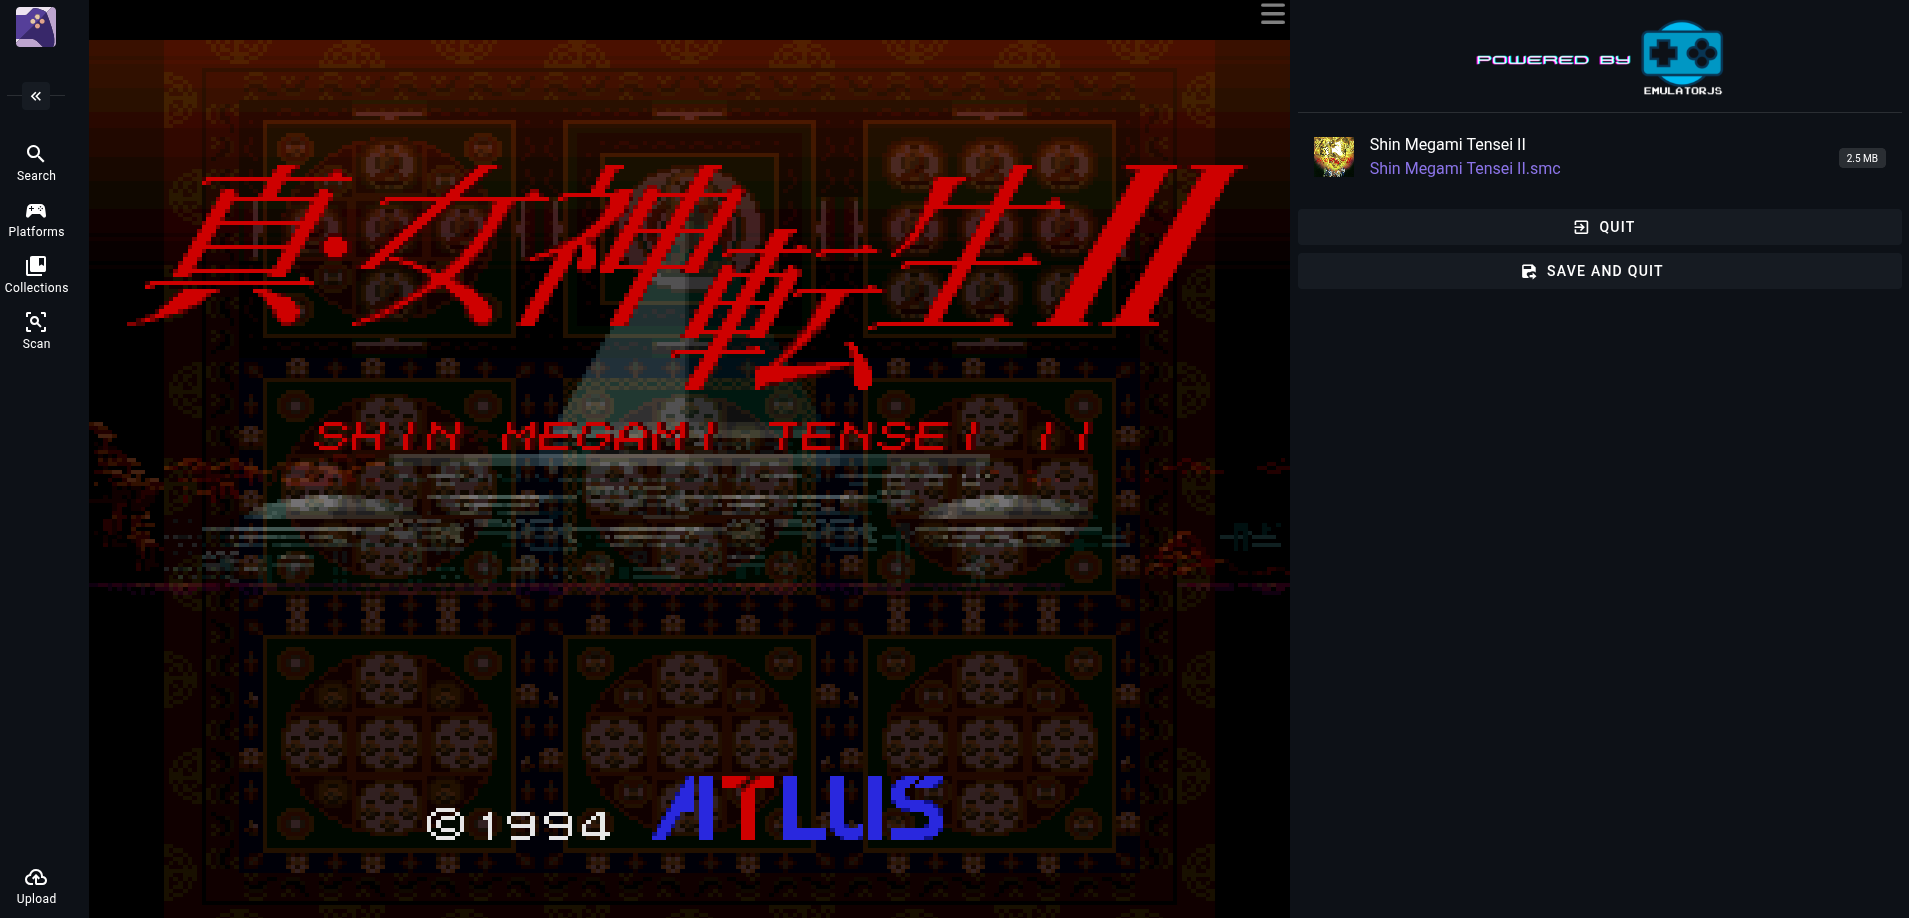 Search
Platforms
Collections
Scan
Upload
真・女神転生II
SHIN MEGAMI TENSEI II
©1994 ATLUS
POWERED BY
EMULATORJS
Shin Megami Tensei II
Shin Megami Tensei II.smc
2.5 MB
QUIT
SAVE AND QUIT